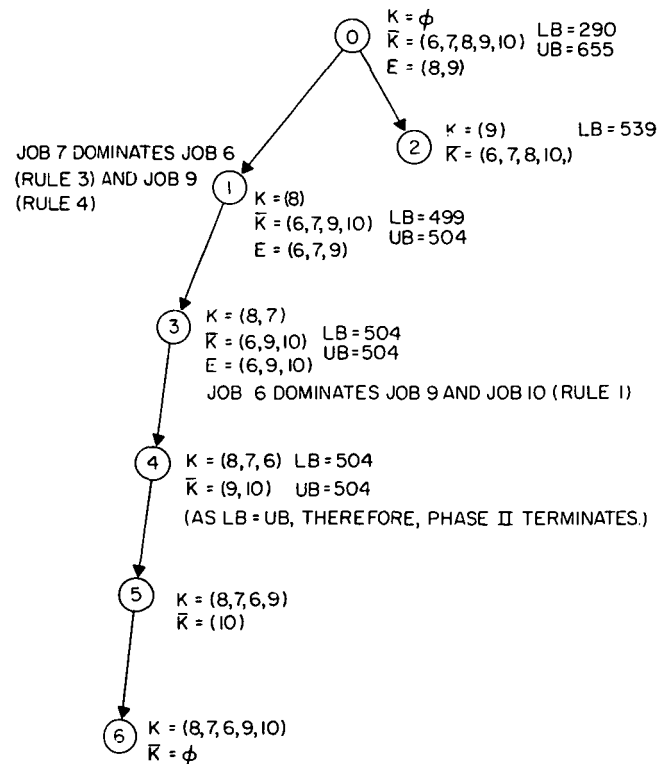 0
K = ϕ
K̅ = (6,7,8,9,10)
E = (8,9)
LB = 290
UB = 655
2
K = (9)
K̅ = (6,7,8,10,)
LB = 539
JOB 7 DOMINATES JOB 6
(RULE 3) AND JOB 9
(RULE 4)
1
K = (8)
K̅ = (6,7,9,10)
E = (6,7,9)
LB = 499
UB = 504
3
K = (8,7)
K̅ = (6,9,10)
E = (6,9,10)
LB = 504
UB = 504
JOB 6 DOMINATES JOB 9 AND JOB 10 (RULE 1)
4
K = (8,7,6) LB = 504
K̅ = (9,10) UB = 504
(AS LB = UB, THEREFORE, PHASE II TERMINATES.)
5
K = (8,7,6,9)
K̅ = (10)
6
K = (8,7,6,9,10)
K̅ = ϕ